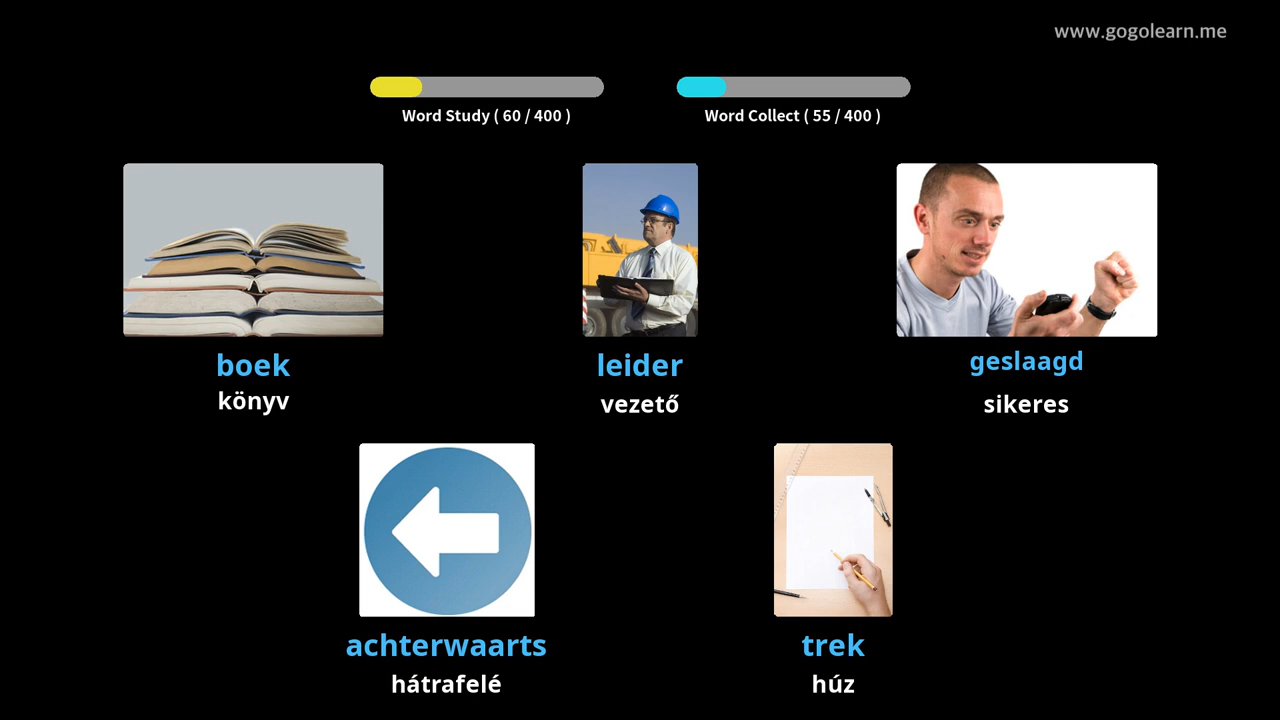 www.gogolearn.me
Word Study ( 60 / 400 )
Word Collect ( 55 / 400 )
boek
könyv
leider
vezető
geslaagd
sikeres
achterwaarts
hátrafelé
trek
húz